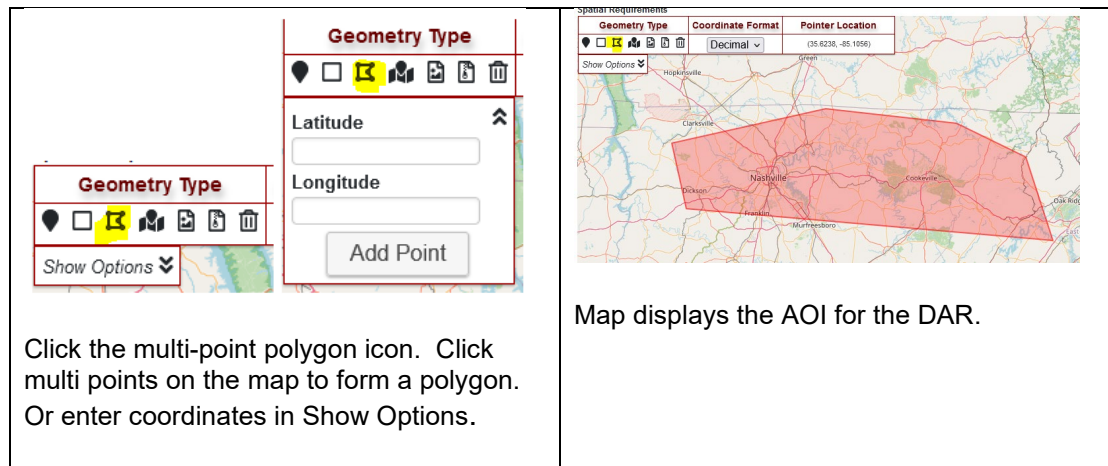 Geometry Type
Show Options
Geometry Type
Latitude
Longitude
Add Point
Click the multi-point polygon icon.  Click
multi points on the map to form a polygon.
Or enter coordinates in Show Options.
Spatial Requirements
Geometry Type Coordinate Format Pointer Location
Decimal (35.6238, -85.1056)
Show Options
Green
Hopkinsville
Clarksville
Nashville
Cookeville
Dickson
Oak Ridg
Franklin
Murfreesboro
East
Map displays the AOI for the DAR.